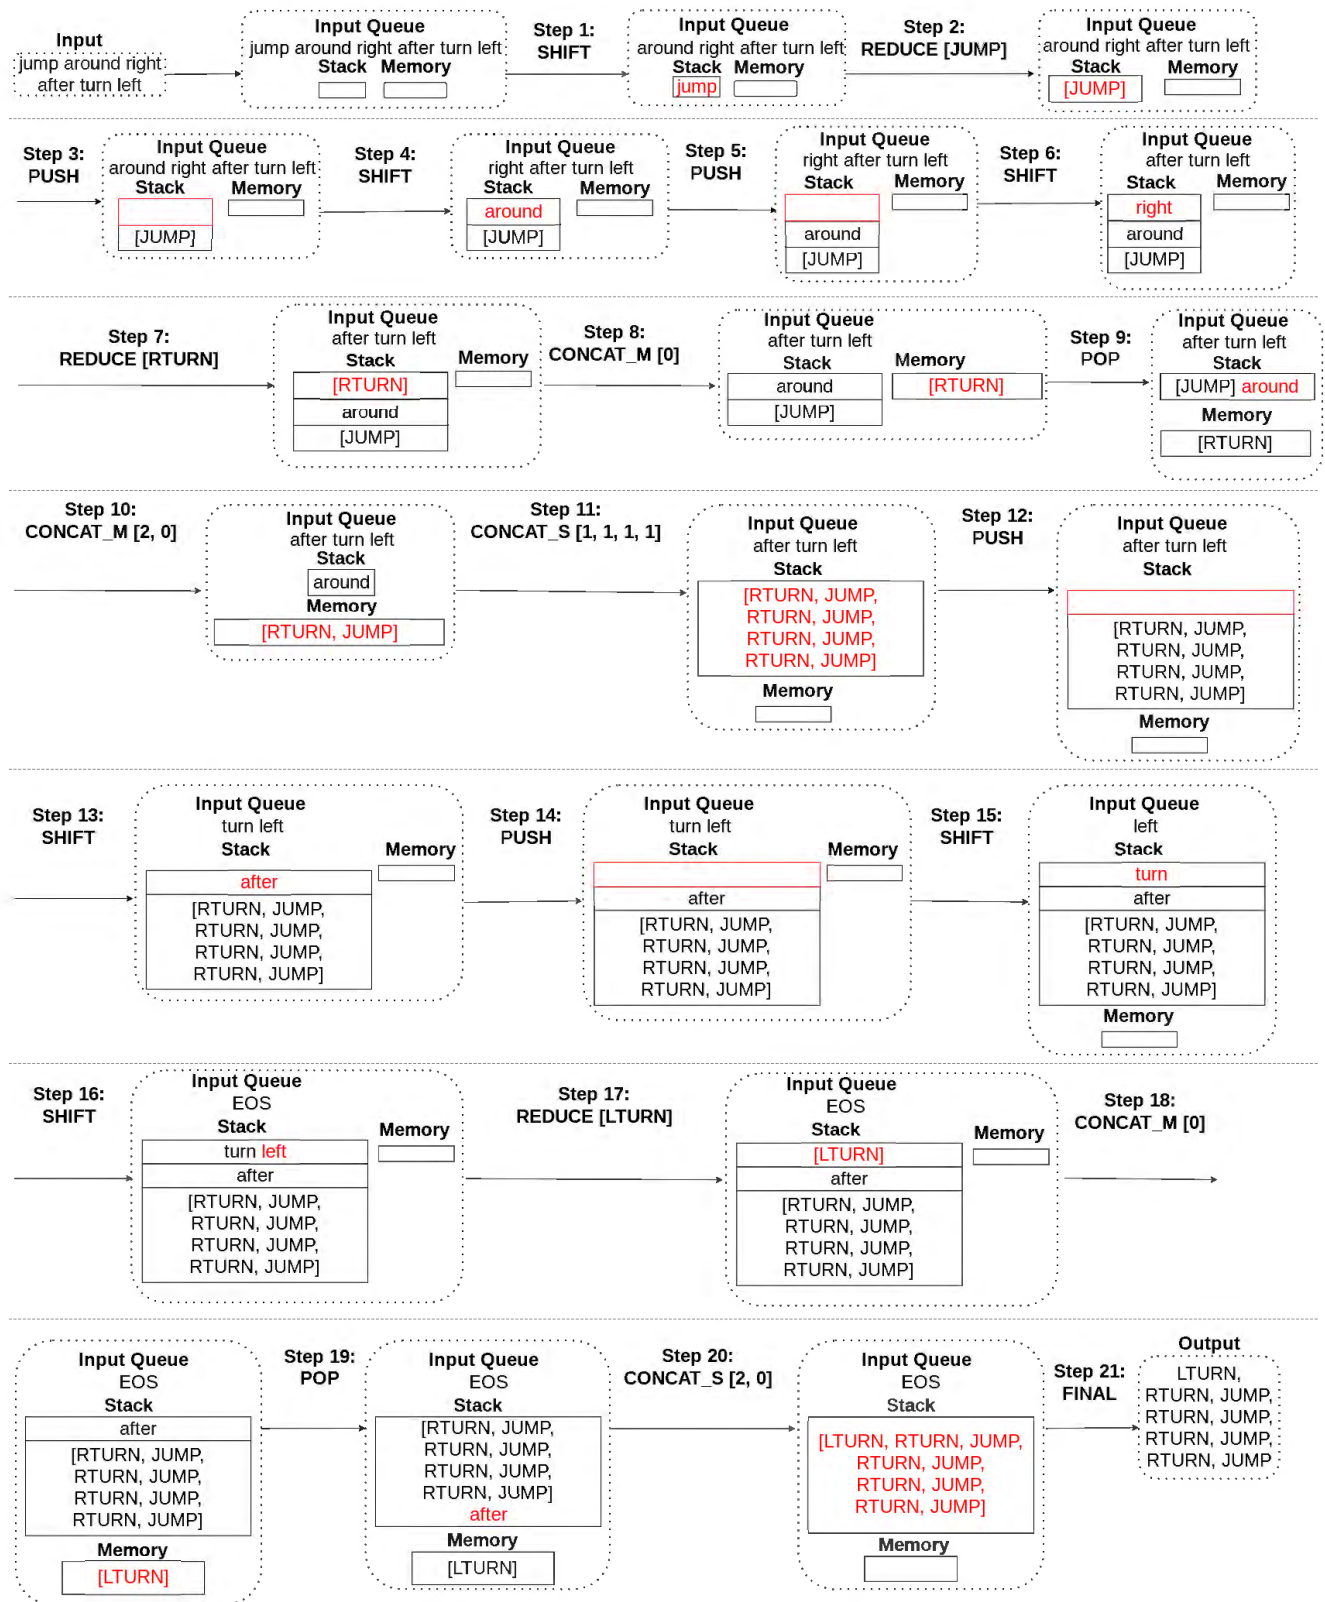 Input
jump around right
after turn left
Input Queue
jump around right after turn left
Stack Memory
Step 1:
SHIFT
Input Queue
around right after turn left
Stack Memory
jump
Step 2:
REDUCE [JUMP]
Input Queue
around right after turn left
Stack Memory
[JUMP]
Step 3:
PUSH
Input Queue
around right after turn left
Stack Memory
[JUMP]
Step 4:
SHIFT
Input Queue
right after turn left
Stack Memory
around
[JUMP]
Step 5:
PUSH
Input Queue
right after turn left
Stack Memory
around
[JUMP]
Step 6:
SHIFT
Input Queue
after turn left
Stack Memory
right
around
[JUMP]
Step 7:
REDUCE [RTURN]
Input Queue
after turn left
Stack Memory
[RTURN]
around
[JUMP]
Step 8:
CONCAT_M [0]
Input Queue
after turn left
Stack Memory
around [RTURN]
[JUMP]
Step 9:
POP
Input Queue
after turn left
Stack
[JUMP] around
Memory
[RTURN]
Step 10:
CONCAT_M [2, 0]
Input Queue
after turn left
Stack
around
Memory
[RTURN, JUMP]
Step 11:
CONCAT_S [1, 1, 1, 1]
Input Queue
after turn left
Stack
[RTURN, JUMP,
RTURN, JUMP,
RTURN, JUMP,
RTURN, JUMP]
Memory
Step 12:
PUSH
Input Queue
after turn left
Stack
[RTURN, JUMP,
RTURN, JUMP,
RTURN, JUMP,
RTURN, JUMP]
Memory
Step 13:
SHIFT
Input Queue
turn left
Stack Memory
after
[RTURN, JUMP,
RTURN, JUMP,
RTURN, JUMP,
RTURN, JUMP]
Step 14:
PUSH
Input Queue
turn left
Stack Memory
after
[RTURN, JUMP,
RTURN, JUMP,
RTURN, JUMP,
RTURN, JUMP]
Step 15:
SHIFT
Input Queue
left
Stack
turn
after
[RTURN, JUMP,
RTURN, JUMP,
RTURN, JUMP,
RTURN, JUMP]
Memory
Step 16:
SHIFT
Input Queue
EOS
Stack Memory
turn left
after
[RTURN, JUMP,
RTURN, JUMP,
RTURN, JUMP,
RTURN, JUMP]
Step 17:
REDUCE [LTURN]
Input Queue
EOS
Stack Memory
[LTURN]
after
[RTURN, JUMP,
RTURN, JUMP,
RTURN, JUMP,
RTURN, JUMP]
Step 18:
CONCAT_M [0]
Input Queue
EOS
Stack
after
[RTURN, JUMP,
RTURN, JUMP,
RTURN, JUMP,
RTURN, JUMP]
Memory
[LTURN]
Step 19:
POP
Input Queue
EOS
Stack
[RTURN, JUMP,
RTURN, JUMP,
RTURN, JUMP,
RTURN, JUMP]
after
Memory
[LTURN]
Step 20:
CONCAT_S [2, 0]
Input Queue
EOS
Stack
[LTURN, RTURN, JUMP,
RTURN, JUMP,
RTURN, JUMP,
RTURN, JUMP]
Memory
Step 21:
FINAL
Output
LTURN,
RTURN, JUMP,
RTURN, JUMP,
RTURN, JUMP,
RTURN, JUMP